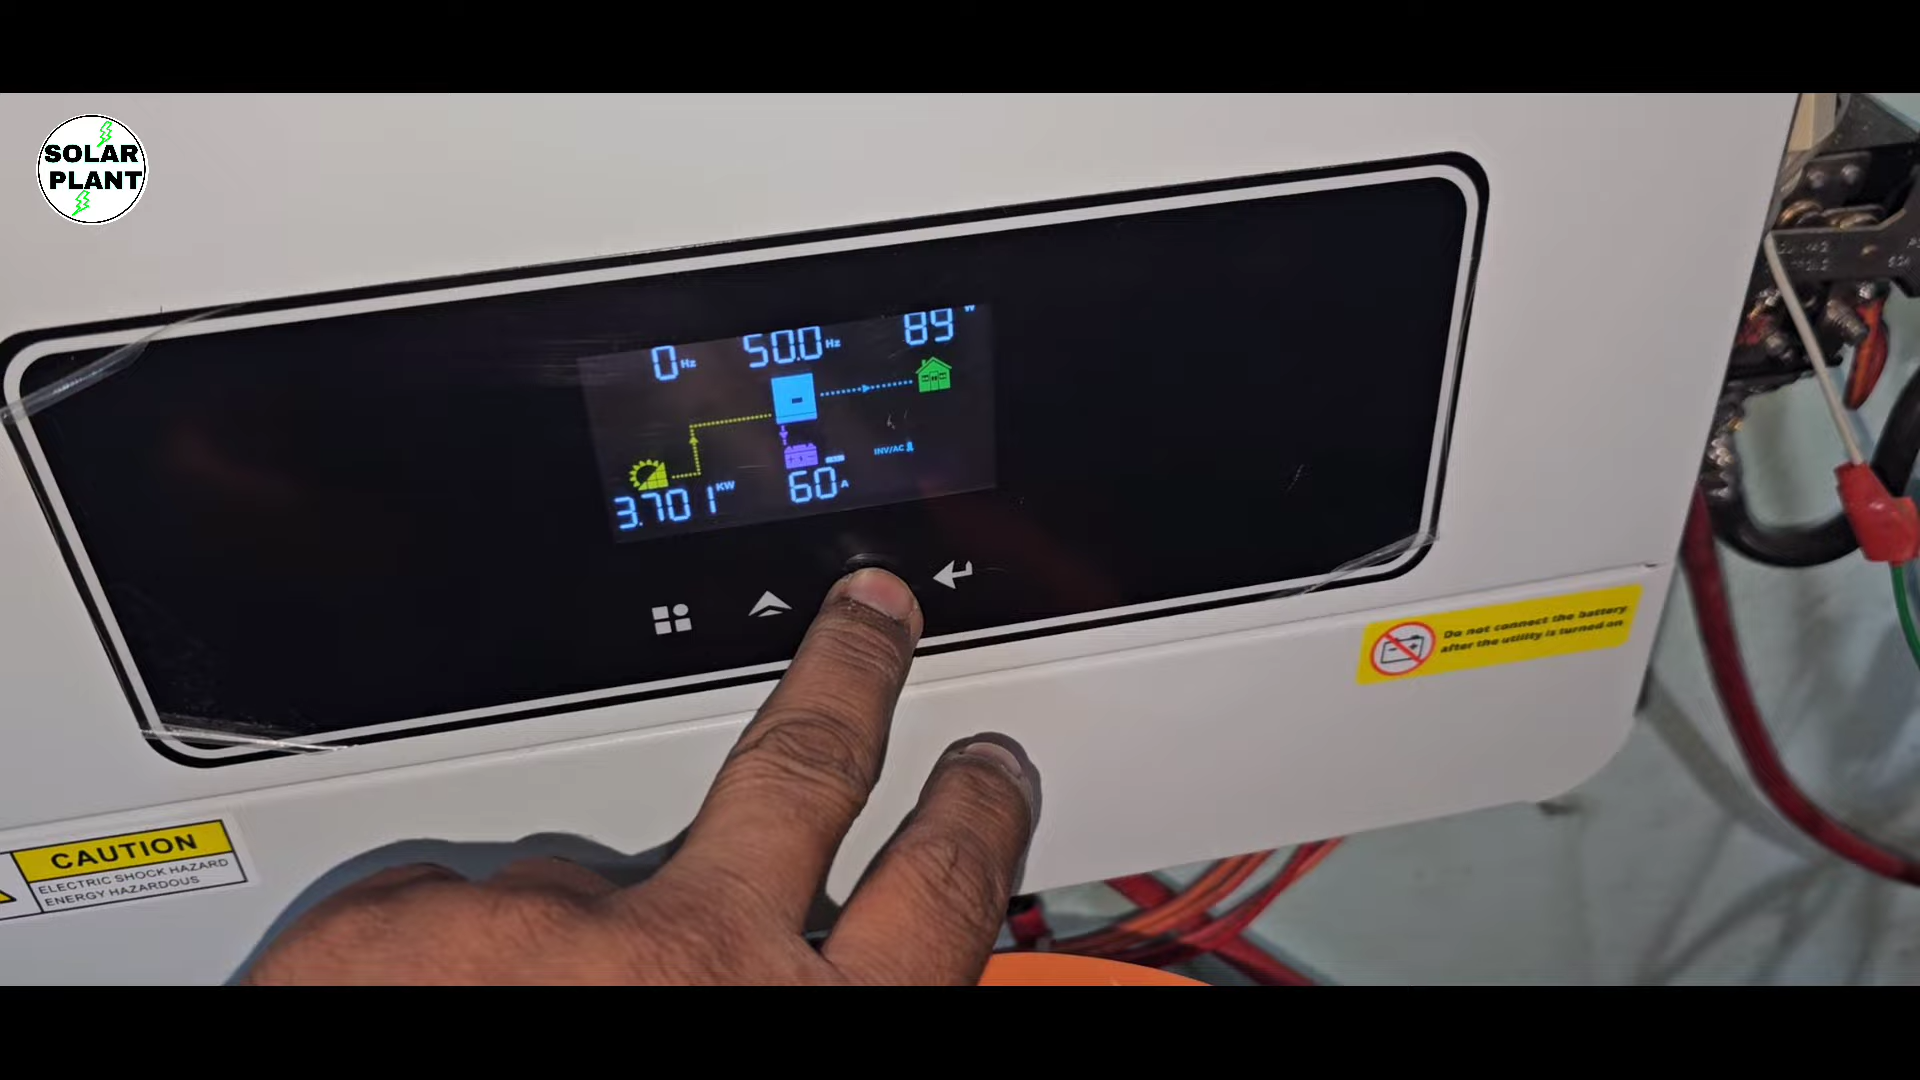 SOLAR
PLANT
0 Hz
50.0 Hz
89 W
INV/AC
3.701 KW
60 A
Do not connect the battery
after the utility is turned on
CAUTION
ELECTRIC SHOCK HAZARD
ENERGY HAZARDOUS